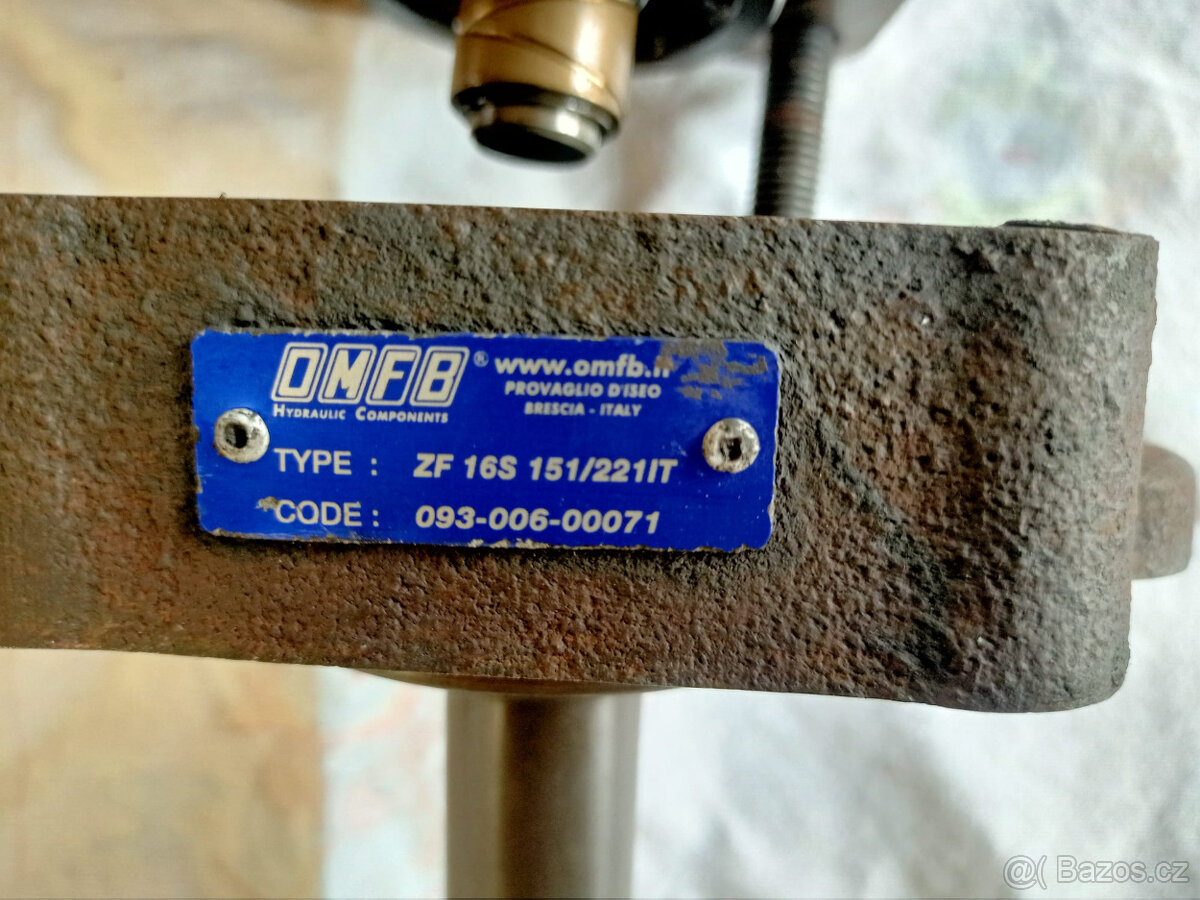 OMFB® www.omfb.it
HYDRAULIC COMPONENTS
PROVAGLIO D'ISEO
BRESCIA - ITALY
TYPE : ZF 16S 151/221IT
CODE : 093-006-00071
@( Bazos.cz